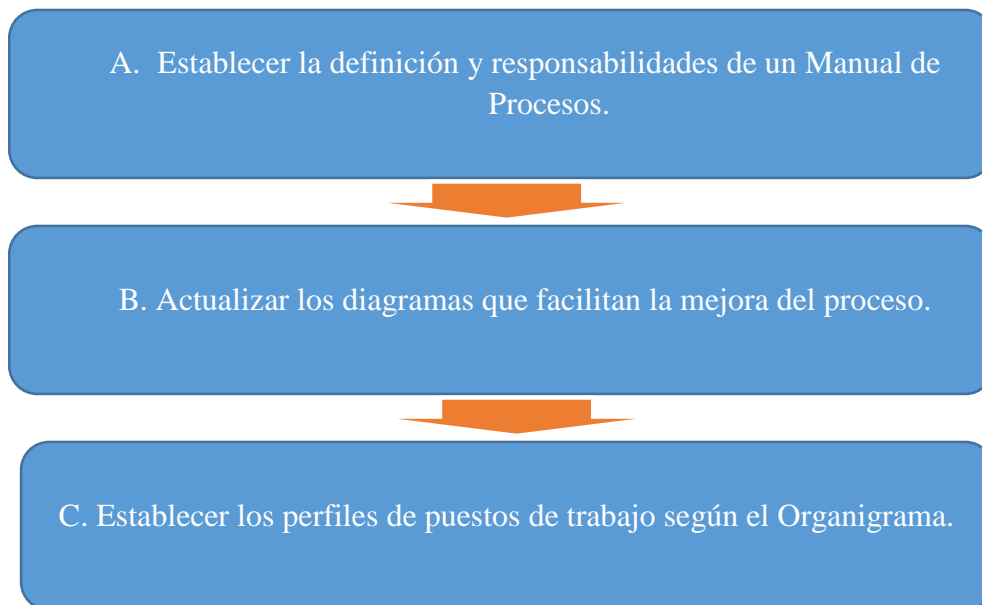 A. Establecer la definición y responsabilidades de un Manual de
Procesos.
B. Actualizar los diagramas que facilitan la mejora del proceso.
C. Establecer los perfiles de puestos de trabajo según el Organigrama.